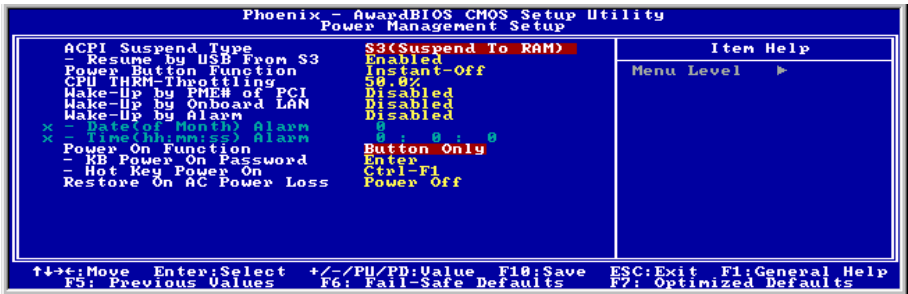 Phoenix - AwardBIOS CMOS Setup Utility
Power Management Setup
ACPI Suspend Type S3(Suspend To RAM)
- Resume by USB From S3 Enabled
Power Button Function Instant-Off
CPU THRM-Throttling 50.0%
Wake-Up by PME# of PCI Disabled
Wake-Up by Onboard LAN Disabled
Wake-Up by Alarm Disabled
x - Date(of Month) Alarm 0
x - Time(hh:mm:ss) Alarm 0 : 0 : 0
Power On Function Button Only
- KB Power On Password Enter
- Hot Key Power On Ctrl-F1
Restore On AC Power Loss Power Off
Item Help
Menu Level ►
↑↓→←:Move Enter:Select +/-/PU/PD:Value F10:Save ESC:Exit F1:General Help
F5: Previous Values F6: Fail-Safe Defaults F7: Optimized Defaults